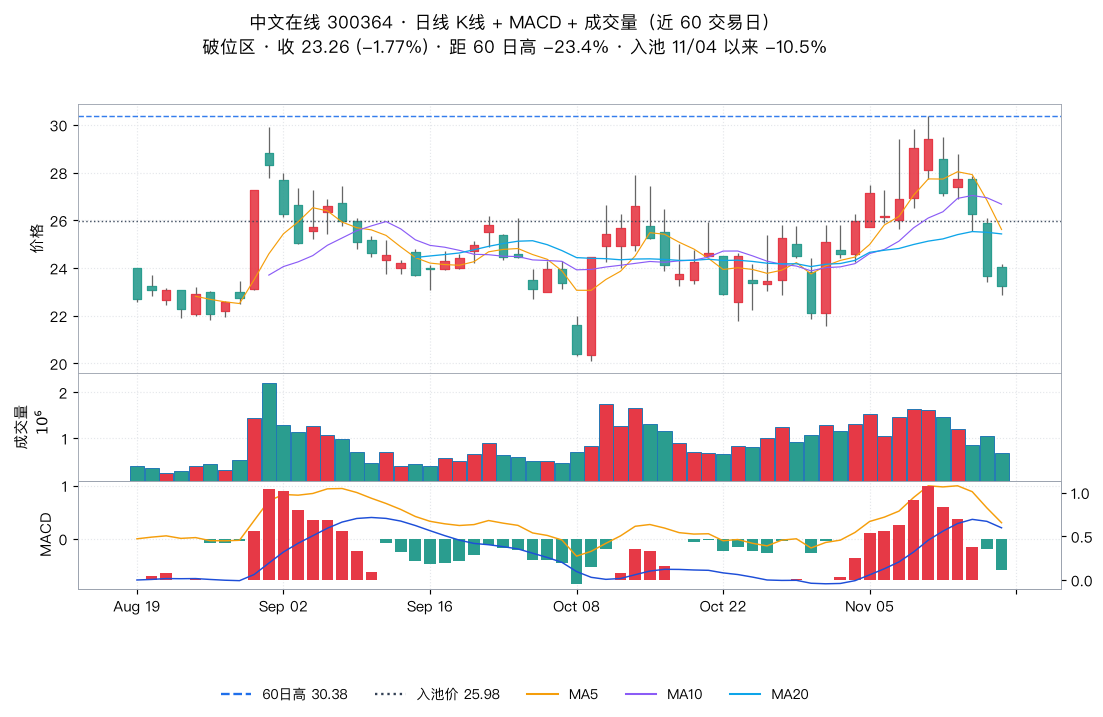 中文在线 300364 · 日线 K线 + MACD + 成交量（近 60 交易日）
破位区 · 收 23.26 (−1.77%) · 距 60 日高 −23.4% · 入池 11/04 以来 −10.5%
价格
30
28
26
24
22
20
成交量
10⁶
2
1
MACD
1
0
1.0
0.5
0.0
Aug 19
Sep 02
Sep 16
Oct 08
Oct 22
Nov 05
60日高 30.38
入池价 25.98
MA5
MA10
MA20